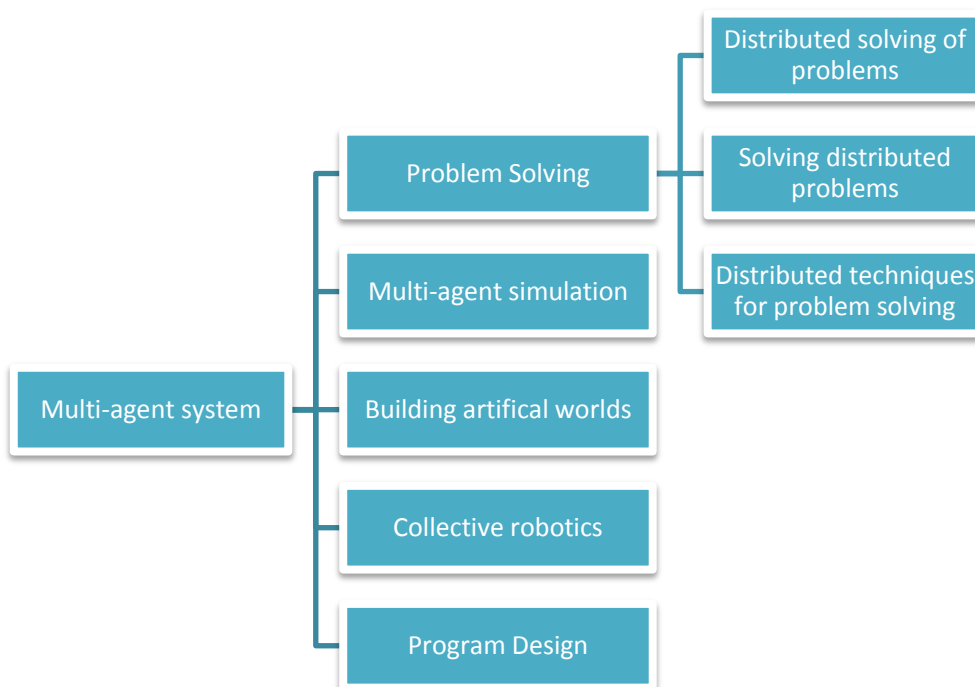 Distributed solving of
problems
Problem Solving
Solving distributed
problems
Multi-agent simulation
Distributed techniques
for problem solving
Multi-agent system
Building artifical worlds
Collective robotics
Program Design